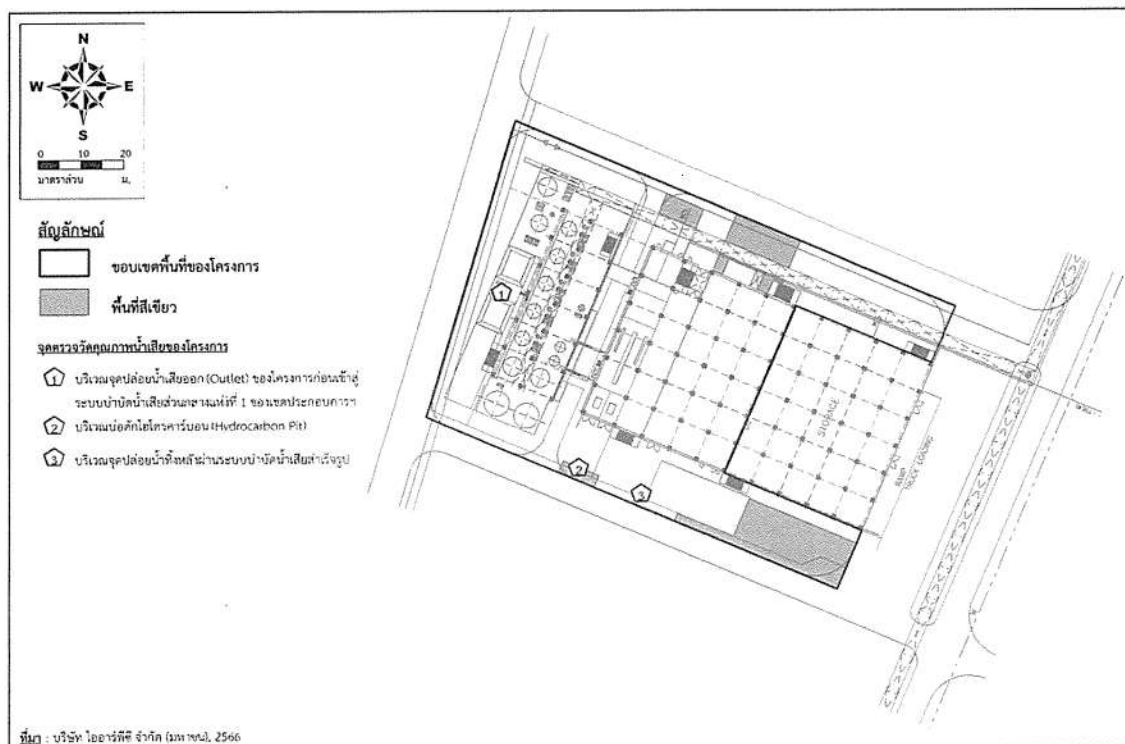 N
W E
S
0 10 20
มาตราส่วน ม.
สัญลักษณ์
ขอบเขตพื้นที่ของโครงการ
พื้นที่สีเขียว
จุดตรวจวัดคุณภาพน้ำเสียของโครงการ
1 บริเวณจุดปล่อยน้ำเสียออก (Outlet) ของโครงการก่อนเข้าสู่
ระบบบำบัดน้ำเสียส่วนกลางแห่งที่ 1 ของเขตประกอบการฯ
2 บริเวณบ่อดักไฮโดรคาร์บอน (Hydrocarbon Pit)
3 บริเวณจุดปล่อยน้ำทิ้งหลังผ่านระบบบำบัดน้ำเสียสำเร็จรูป
1
2
3
STORAGE
RAMP
TRUCK LOADING
ที่มา : บริษัท ไออาร์พีซี จำกัด (มหาชน), 2566